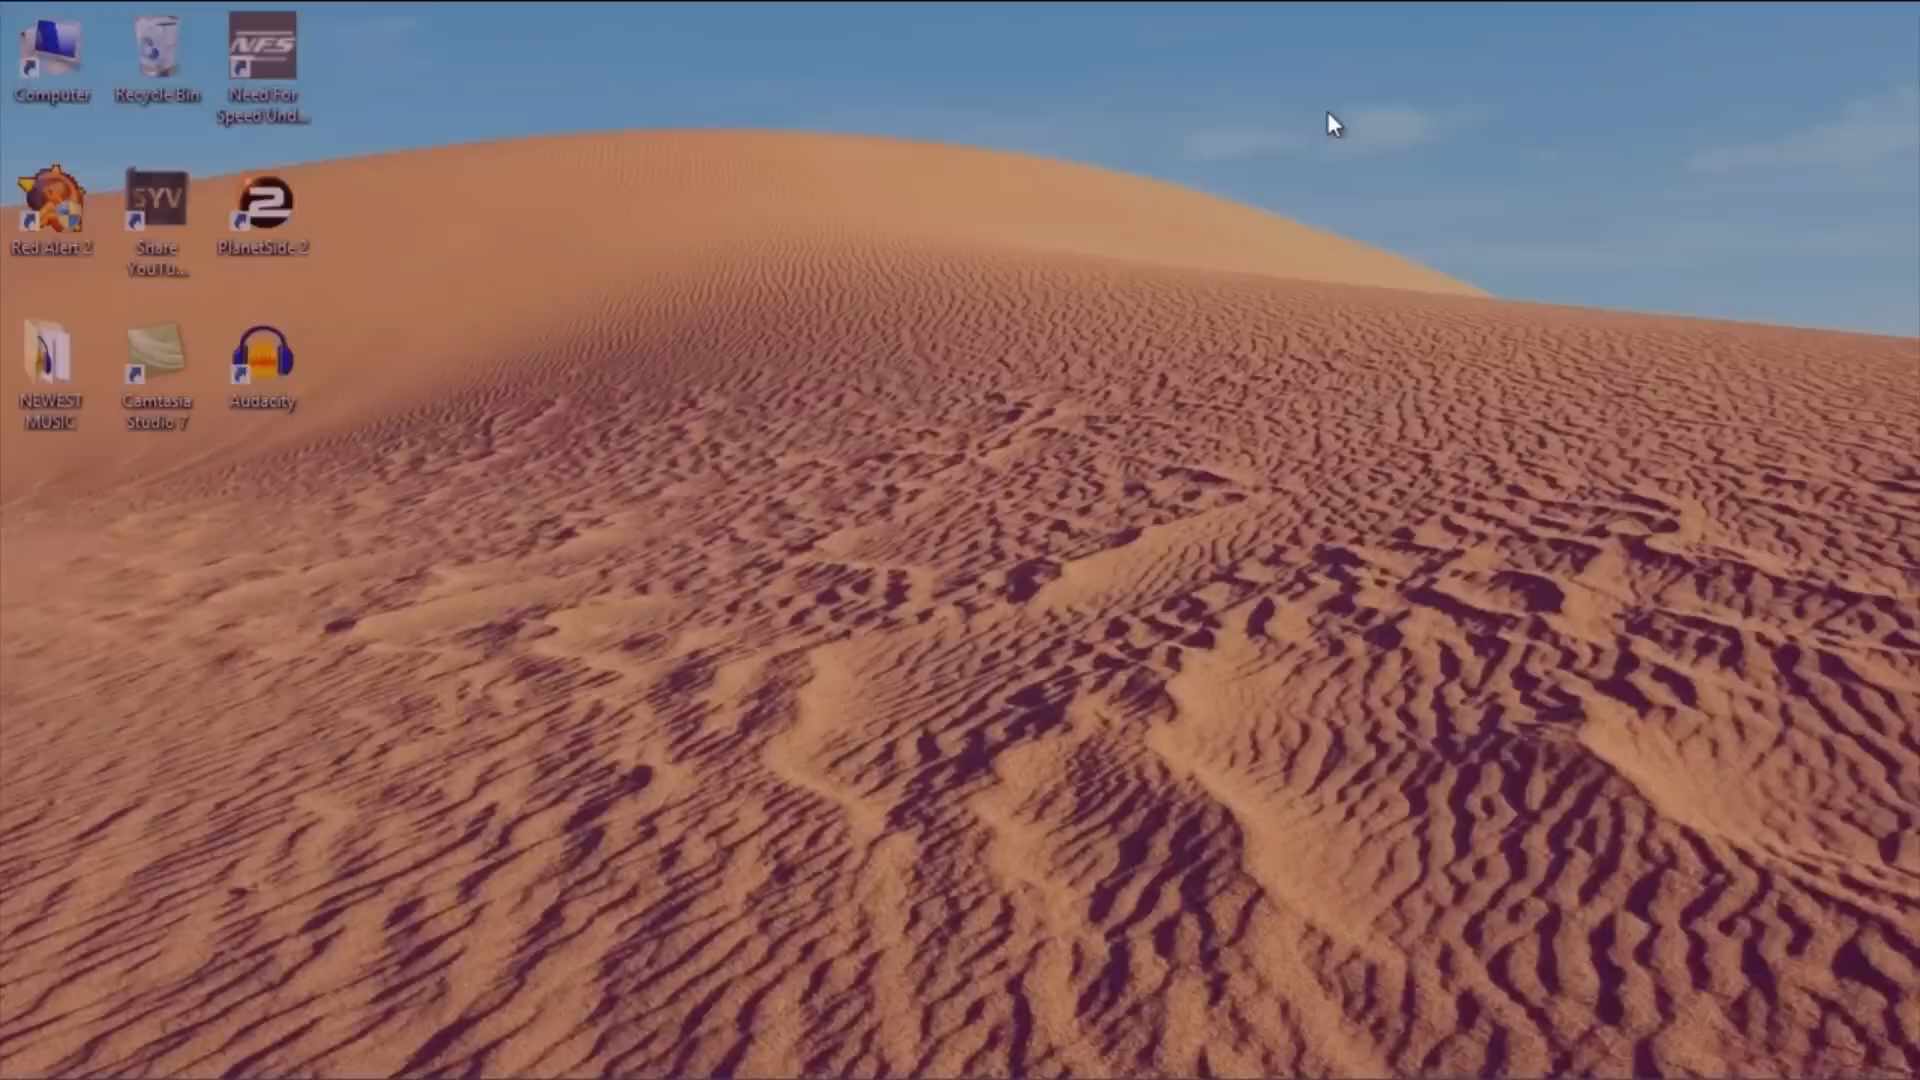 Computer
Recycle Bin
NFS
Need For
Speed Und...
Red Alert 2
SYV
Share
YouTu...
2
PlanetSide 2
NEWEST
MUSIC
Camtasia
Studio 7
Audacity